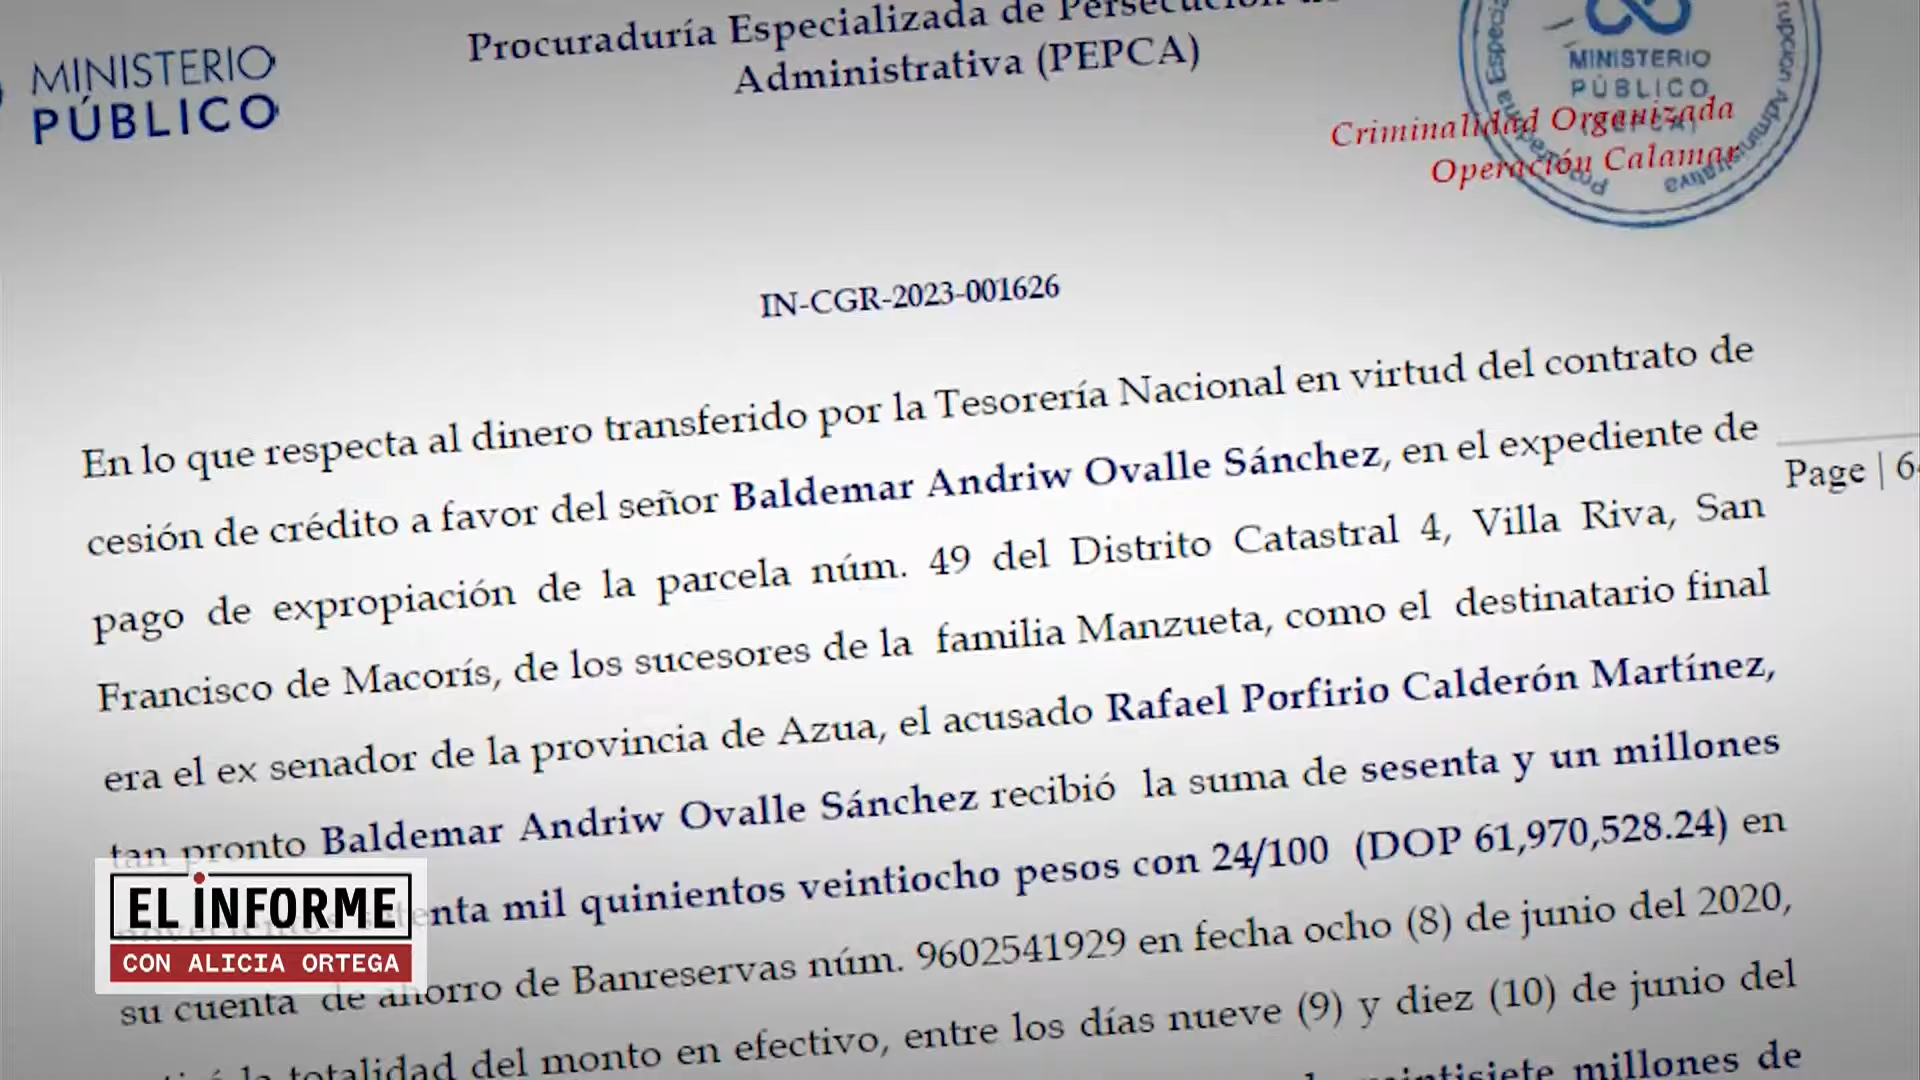 MINISTERIO
PÚBLICO
Procuraduría Especializada de Persecución
Administrativa (PEPCA)
MINISTERIO
PÚBLICO
(PEPCA)
Criminalidad Organizada
Operación Calamar
IN-CGR-2023-001626
En lo que respecta al dinero transferido por la Tesorería Nacional en virtud del contrato de
cesión de crédito a favor del señor Baldemar Andriw Ovalle Sánchez, en el expediente de
Page | 6
pago de expropiación de la parcela núm. 49 del Distrito Catastral 4, Villa Riva, San
Francisco de Macorís, de los sucesores de la familia Manzueta, como el destinatario final
era el ex senador de la provincia de Azua, el acusado Rafael Porfirio Calderón Martínez,
tan pronto Baldemar Andriw Ovalle Sánchez recibió la suma de sesenta y un millones
mil quinientos veintiocho pesos con 24/100 (DOP 61,970,528.24) en
su cuenta de ahorro de Banreservas núm. 9602541929 en fecha ocho (8) de junio del 2020,
la totalidad del monto en efectivo, entre los días nueve (9) y diez (10) de junio del
millones de
EL INFORME
CON ALICIA ORTEGA